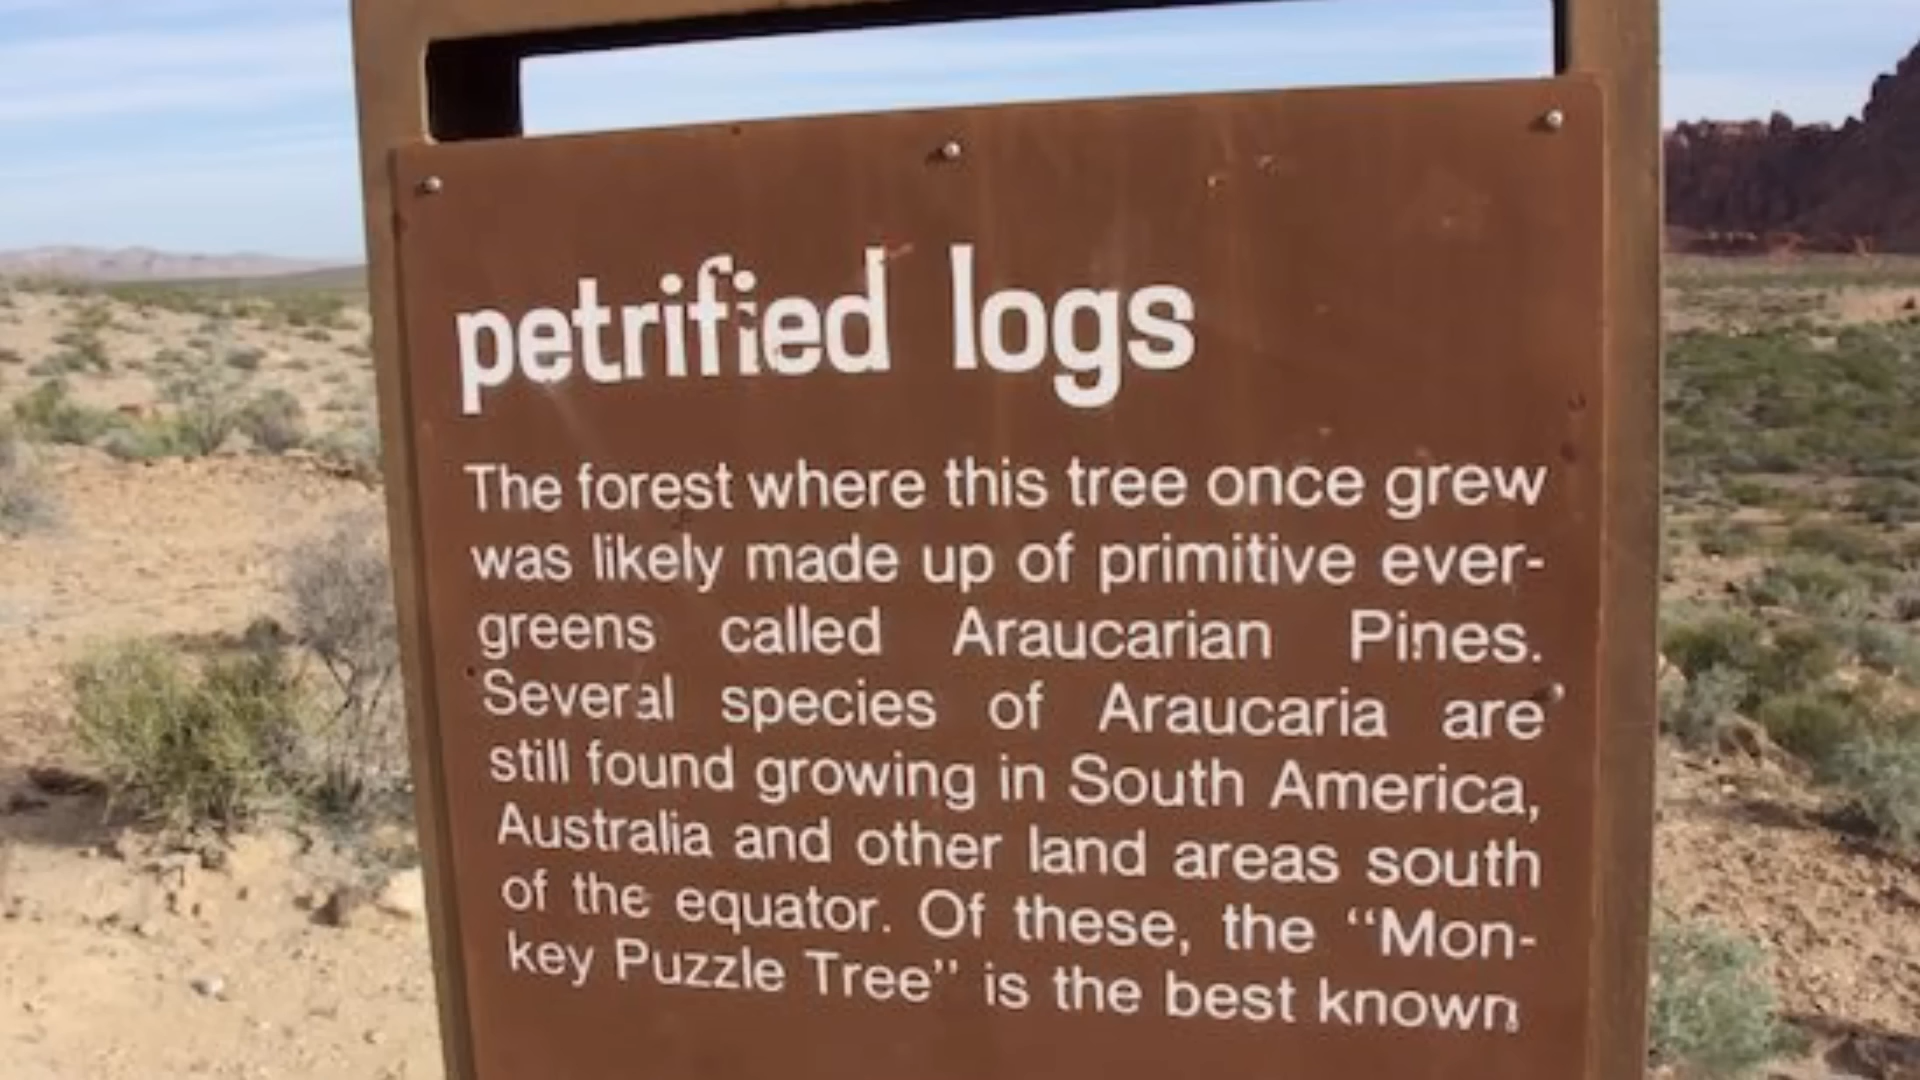 petrified logs
The forest where this tree once grew
was likely made up of primitive ever-
greens called Araucarian Pines.
Several species of Araucaria are
still found growing in South America,
Australia and other land areas south
of the equator. Of these, the “Mon-
key Puzzle Tree” is the best known